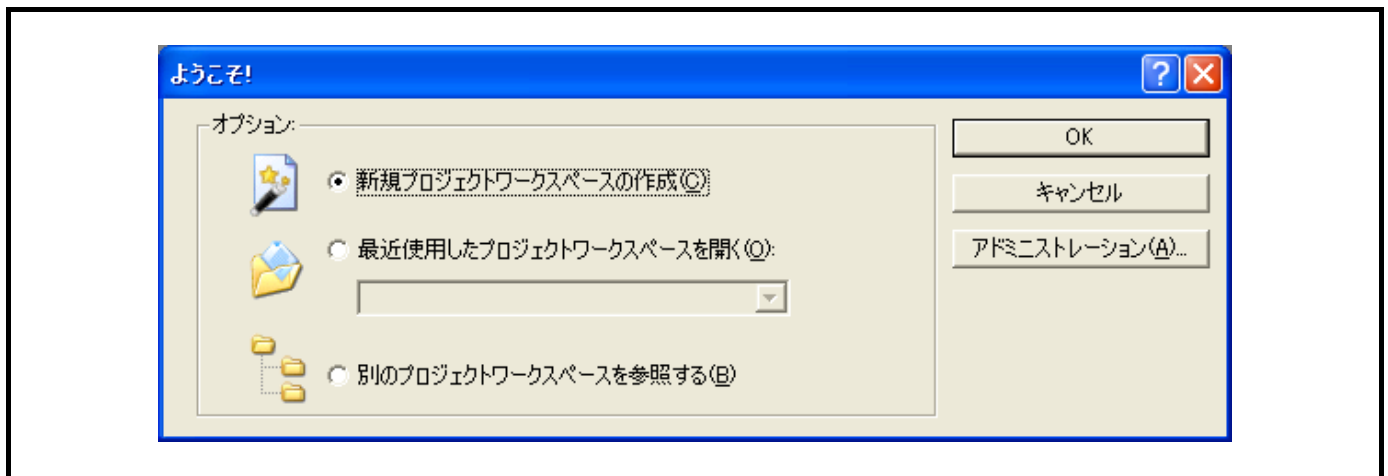 ようこそ!
オプション:
新規プロジェクトワークスペースの作成(C)
最近使用したプロジェクトワークスペースを開く(O):
別のプロジェクトワークスペースを参照する(B)
OK
キャンセル
アドミニストレーション(A)...